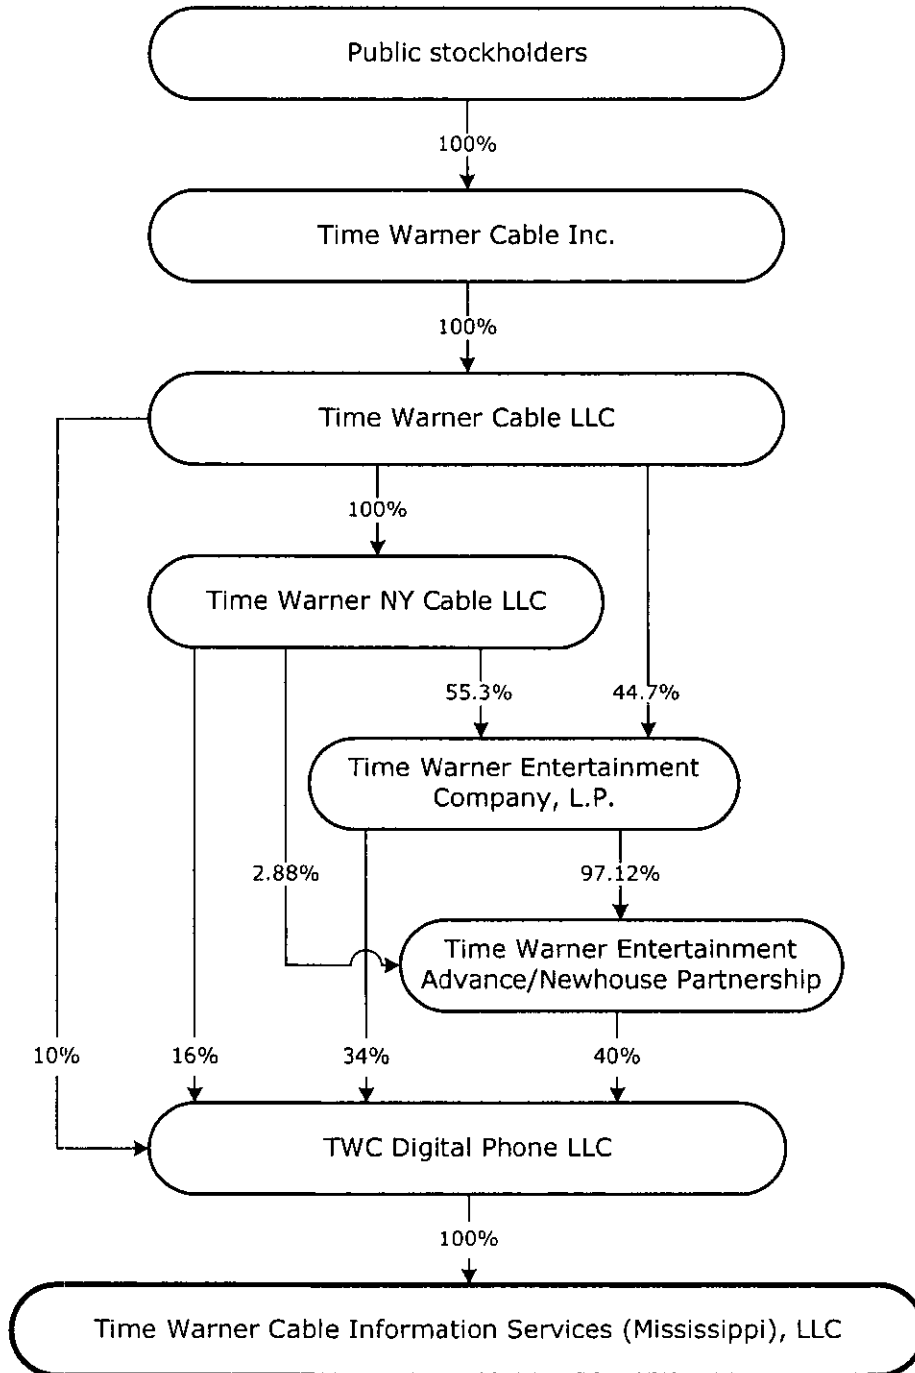 Public stockholders
100%
Time Warner Cable Inc.
100%
Time Warner Cable LLC
100%
Time Warner NY Cable LLC
55.3%
44.7%
Time Warner Entertainment
Company, L.P.
2.88%
97.12%
Time Warner Entertainment
Advance/Newhouse Partnership
10%
16%
34%
40%
TWC Digital Phone LLC
100%
Time Warner Cable Information Services (Mississippi), LLC